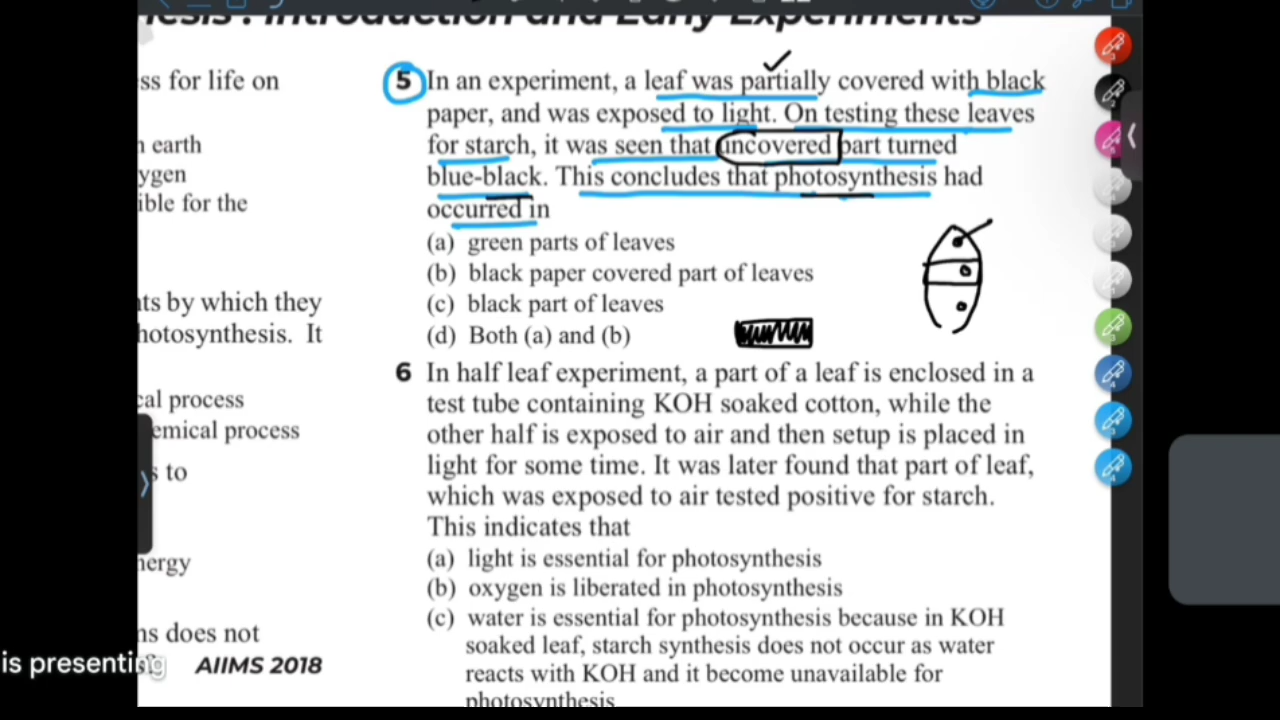 : Introduction and Early Experiments
ss for life on
earth
ygen
ible for the
ts by which they
hotosynthesis. It
cal process
emical process
s to
nergy
ns does not
AIIMS 2018
is presenting
5 In an experiment, a leaf was partially covered with black
paper, and was exposed to light. On testing these leaves
for starch, it was seen that uncovered part turned
blue-black. This concludes that photosynthesis had
occurred in
(a) green parts of leaves
(b) black paper covered part of leaves
(c) black part of leaves
(d) Both (a) and (b)
6 In half leaf experiment, a part of a leaf is enclosed in a
test tube containing KOH soaked cotton, while the
other half is exposed to air and then setup is placed in
light for some time. It was later found that part of leaf,
which was exposed to air tested positive for starch.
This indicates that
(a) light is essential for photosynthesis
(b) oxygen is liberated in photosynthesis
(c) water is essential for photosynthesis because in KOH
soaked leaf, starch synthesis does not occur as water
reacts with KOH and it become unavailable for
photosynthesis